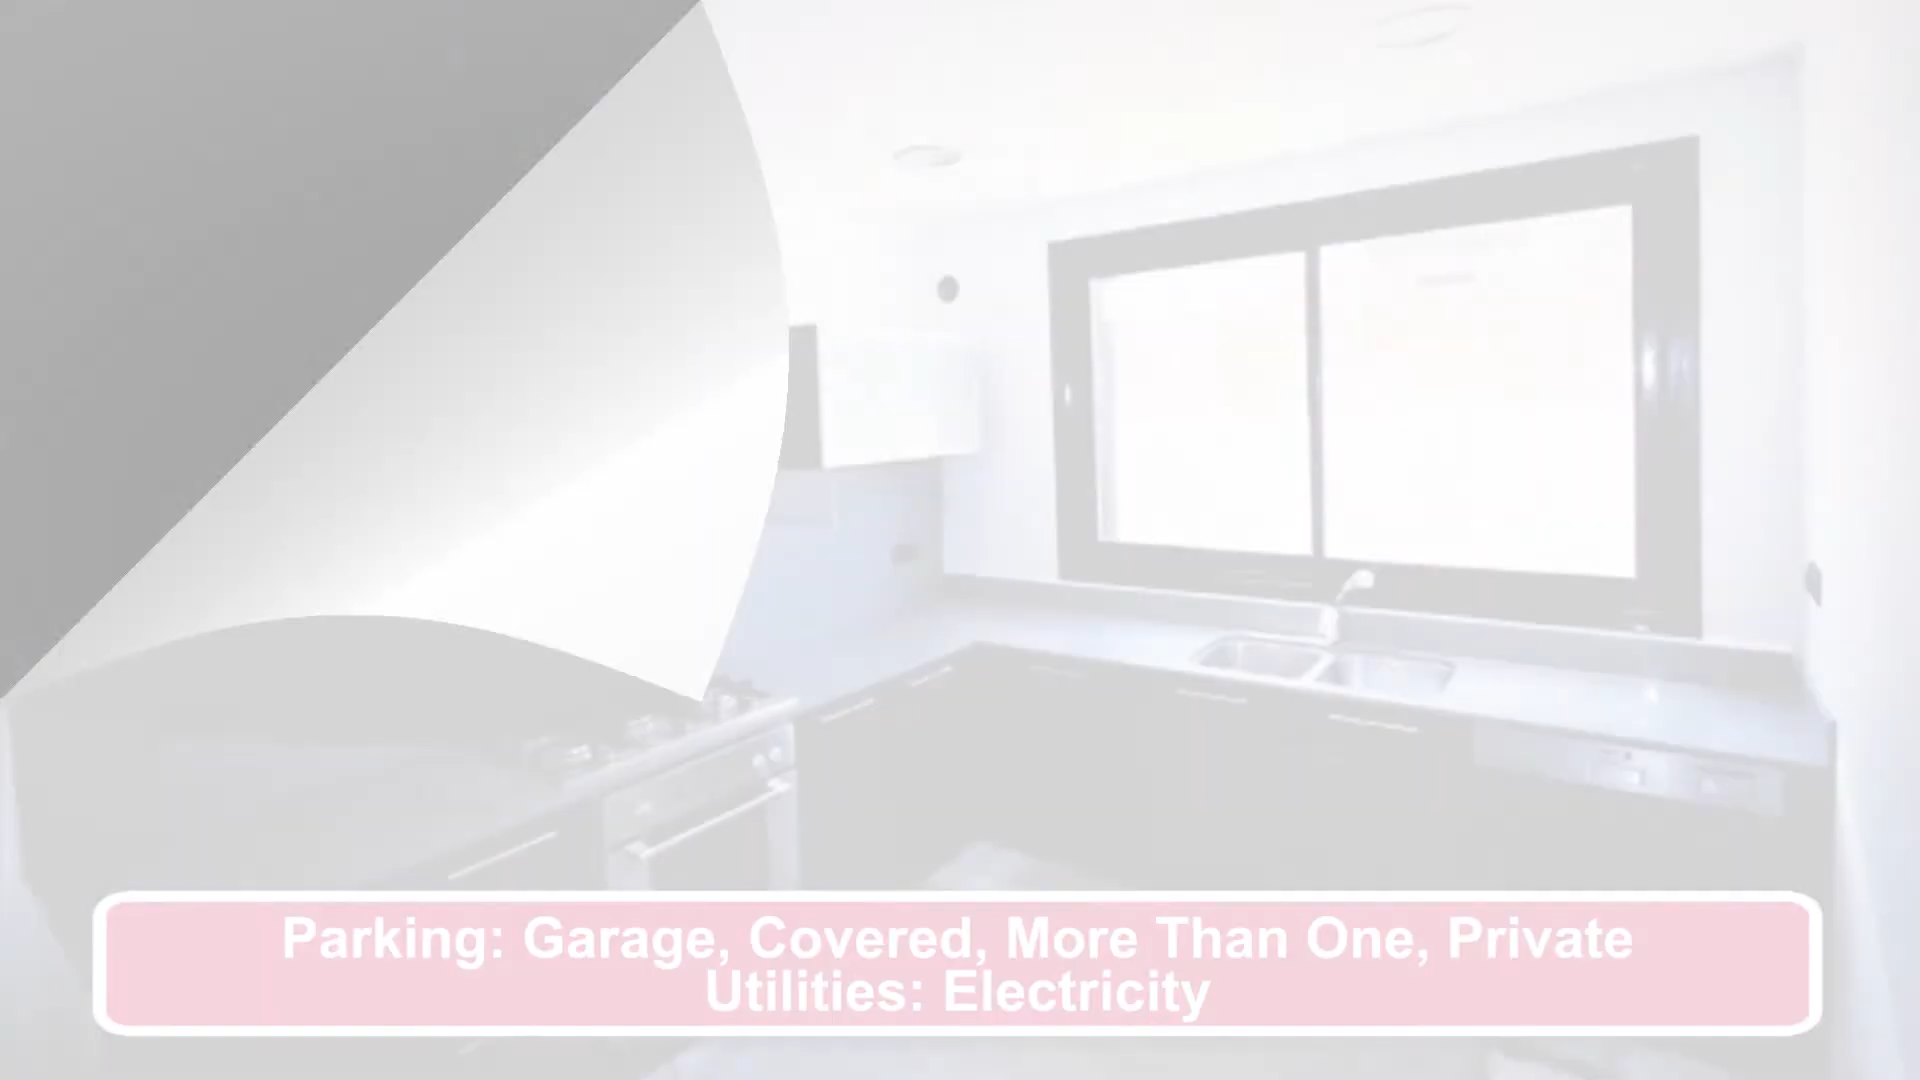 Parking: Garage, Covered, More Than One, Private
Utilities: Electricity